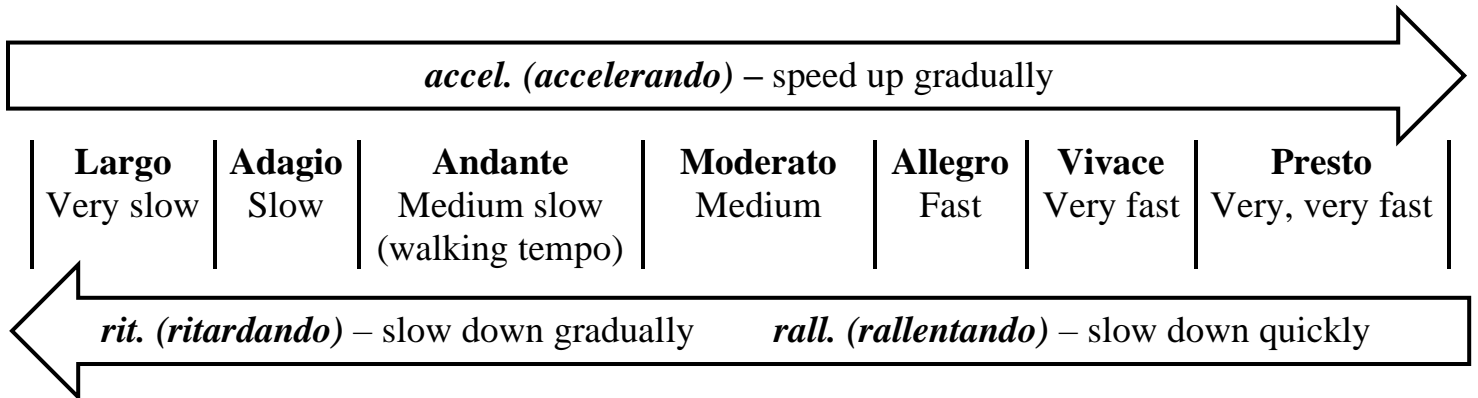 accel. (accelerando) – speed up gradually
Largo Adagio Andante Moderato Allegro Vivace Presto
Very slow Slow Medium slow Medium Fast Very fast Very, very fast
(walking tempo)
rit. (ritardando) – slow down gradually rall. (rallentando) – slow down quickly